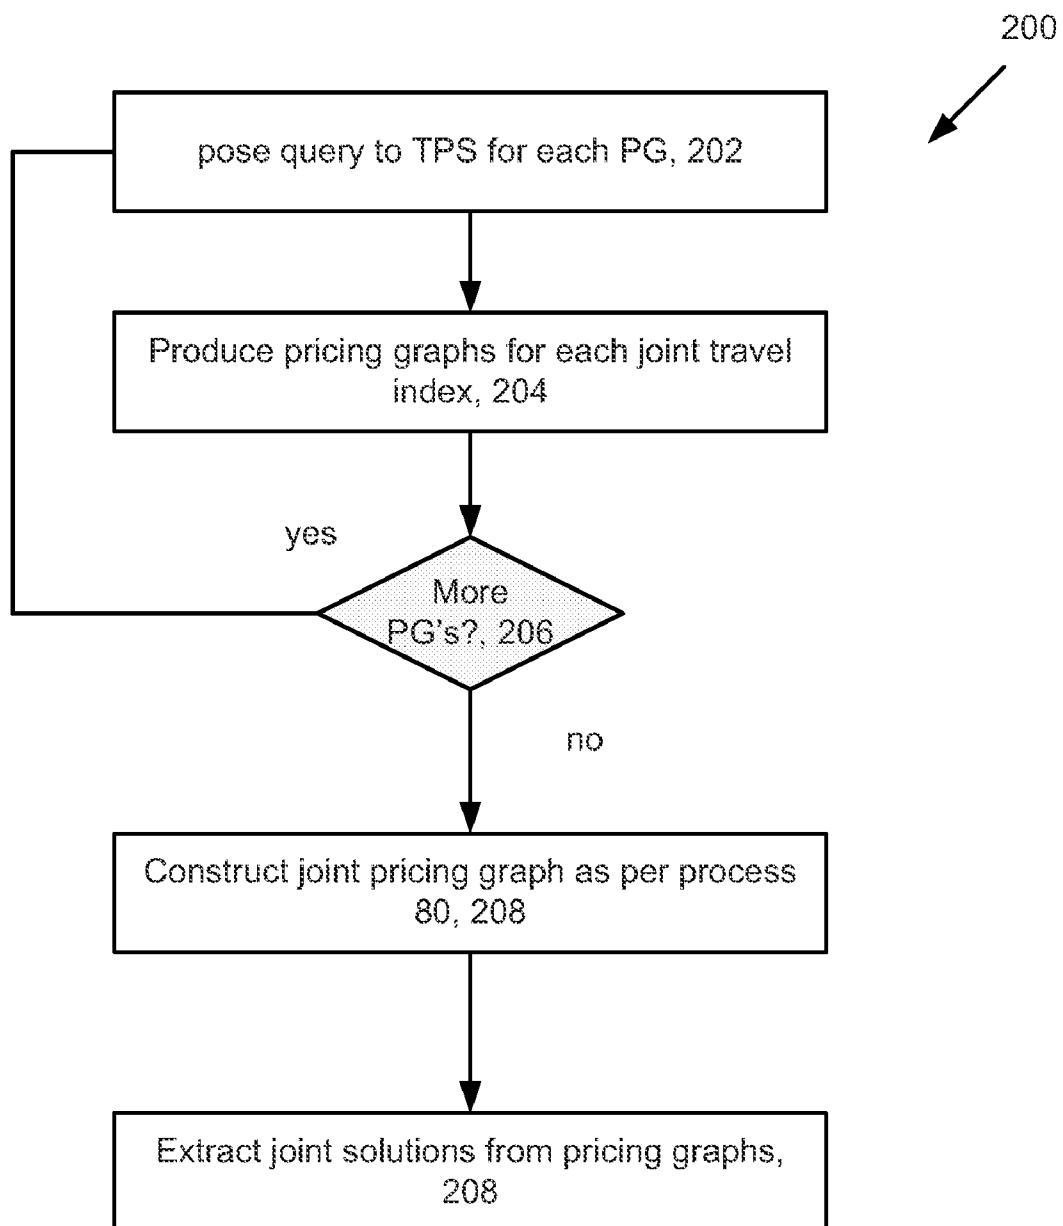 200
pose query to TPS for each PG, 202
Produce pricing graphs for each joint travel
index, 204
yes
More
PG's?, 206
no
Construct joint pricing graph as per process
80, 208
Extract joint solutions from pricing graphs,
208